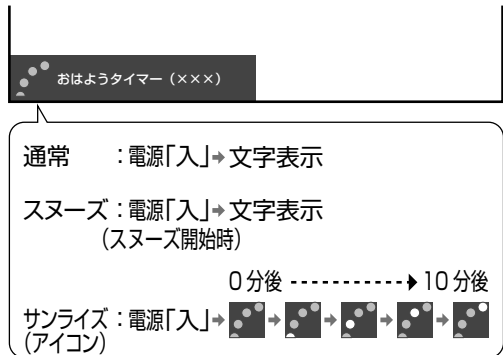 おはようタイマー（×××）
通常　：電源「入」→文字表示
スヌーズ：電源「入」→文字表示
（スヌーズ開始時）
0分後 → 10分後
サンライズ：電源「入」→ → → → →
（アイコン）